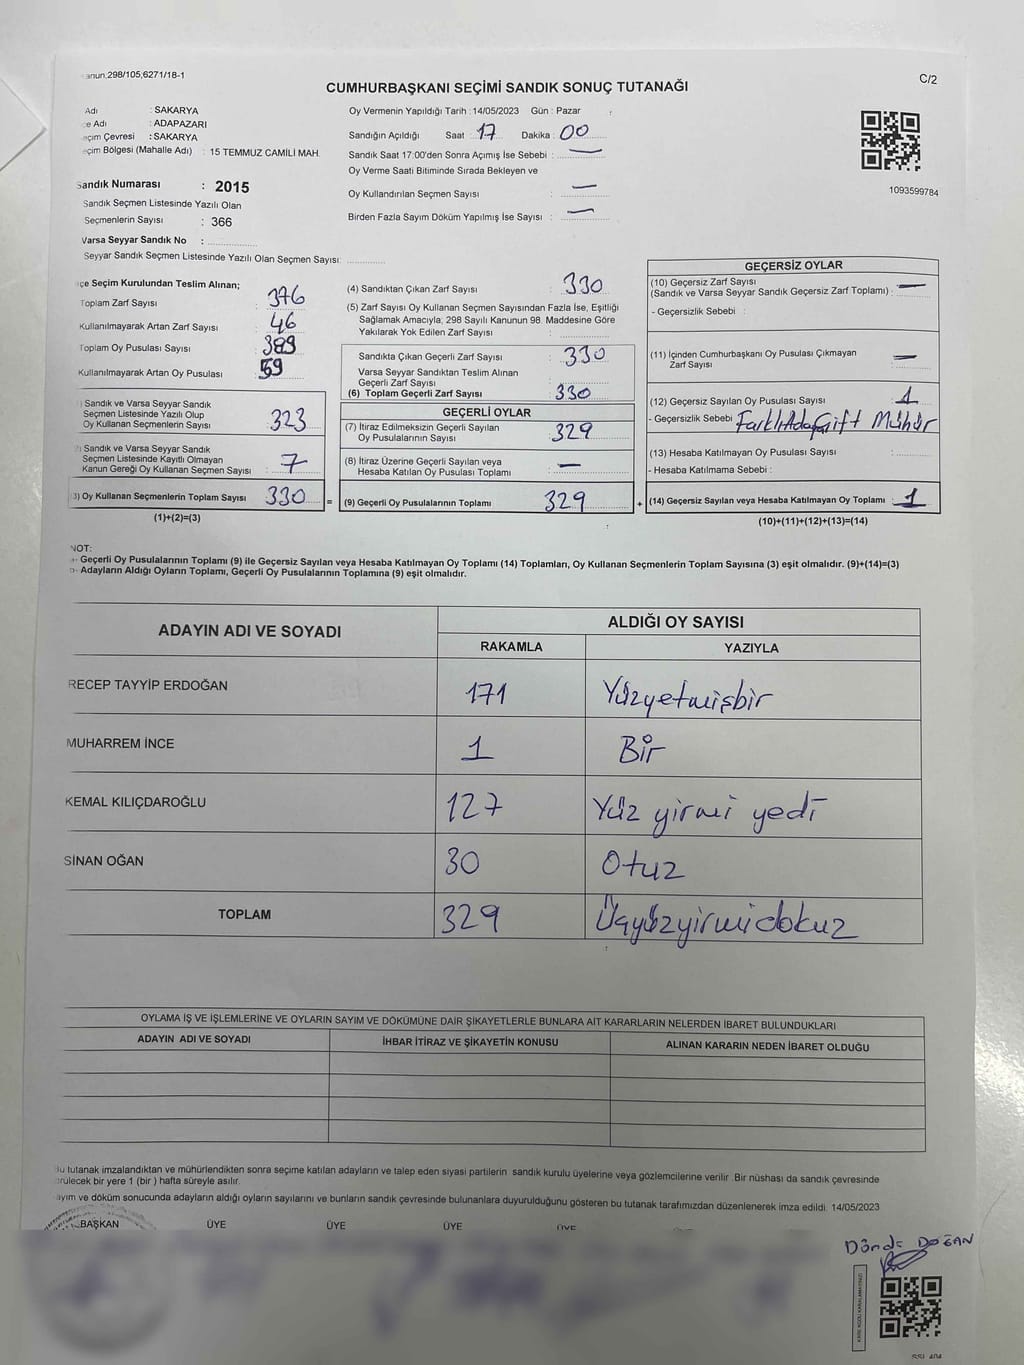 anun,298/105,6271/18-1
C/2
CUMHURBAŞKANI SEÇİMİ SANDIK SONUÇ TUTANAĞI
Adı : SAKARYA
çe Adı : ADAPAZARI
eçim Çevresi : SAKARYA
eçim Bölgesi (Mahalle Adı) : 15 TEMMUZ CAMİLİ MAH.
Sandık Numarası : 2015
Sandık Seçmen Listesinde Yazılı Olan
Seçmenlerin Sayısı : 366
Varsa Seyyar Sandık No :
Seyyar Sandık Seçmen Listesinde Yazılı Olan Seçmen Sayısı:
Oy Vermenin Yapıldığı Tarih : 14/05/2023 Gün : Pazar
Sandığın Açıldığı Saat 17 Dakika : 00
Sandık Saat 17:00'den Sonra Açımış İse Sebebi : —
Oy Verme Saati Bitiminde Sırada Bekleyen ve
Oy Kullandırılan Seçmen Sayısı : —
Birden Fazla Sayım Döküm Yapılmış İse Sayısı : —
1093599784
çe Seçim Kurulundan Teslim Alınan;
Toplam Zarf Sayısı : 376
Kullanılmayarak Artan Zarf Sayısı : 46
Toplam Oy Pusulası Sayısı : 389
Kullanılmayarak Artan Oy Pusulası : 59
) Sandık ve Varsa Seyyar Sandık
Seçmen Listesinde Yazılı Olup
Oy Kullanan Seçmenlerin Sayısı : 323
) Sandık ve Varsa Seyyar Sandık
Seçmen Listesinde Kayıtlı Olmayan
Kanun Gereği Oy Kullanan Seçmen Sayısı : 7
3) Oy Kullanan Seçmenlerin Toplam Sayısı 330 =
(1)+(2)=(3)
(4) Sandıktan Çıkan Zarf Sayısı : 330
(5) Zarf Sayısı Oy Kullanan Seçmen Sayısından Fazla İse, Eşitliği
Sağlamak Amacıyla, 298 Sayılı Kanunun 98. Maddesine Göre
Yakılarak Yok Edilen Zarf Sayısı :
Sandıkta Çıkan Geçerli Zarf Sayısı : 330
Varsa Seyyar Sandıktan Teslim Alınan
Geçerli Zarf Sayısı :
(6) Toplam Geçerli Zarf Sayısı : 330
GEÇERLİ OYLAR
(7) İtiraz Edilmeksizin Geçerli Sayılan
Oy Pusulalarının Sayısı : 329
(8) İtiraz Üzerine Geçerli Sayılan veya
Hesaba Katılan Oy Pusulası Toplamı : —
(9) Geçerli Oy Pusulalarının Toplamı 329 +
GEÇERSİZ OYLAR
(10) Geçersiz Zarf Sayısı
(Sandık ve Varsa Seyyar Sandık Geçersiz Zarf Toplamı) : —
- Geçersizlik Sebebi :
(11) İçinden Cumhurbaşkanı Oy Pusulası Çıkmayan
Zarf Sayısı : —
(12) Geçersiz Sayılan Oy Pusulası Sayısı : 1
- Geçersizlik Sebebi : Farklı Adaya Çift Mühür
(13) Hesaba Katılmayan Oy Pusulası Sayısı :
- Hesaba Katılmama Sebebi :
(14) Geçersiz Sayılan veya Hesaba Katılmayan Oy Toplamı : 1
(10)+(11)+(12)+(13)=(14)
NOT:
- Geçerli Oy Pusulalarının Toplamı (9) ile Geçersiz Sayılan veya Hesaba Katılmayan Oy Toplamı (14) Toplamları, Oy Kullanan Seçmenlerin Toplam Sayısına (3) eşit olmalıdır. (9)+(14)=(3)
- Adayların Aldığı Oyların Toplamı, Geçerli Oy Pusulalarının Toplamına (9) eşit olmalıdır.
ADAYIN ADI VE SOYADI ALDIĞI OY SAYISI
RAKAMLA YAZIYLA
RECEP TAYYİP ERDOĞAN 171 Yüzyetmişbir
MUHARREM İNCE 1 Bir
KEMAL KILIÇDAROĞLU 127 Yüz yirmi yedi
SİNAN OĞAN 30 Otuz
TOPLAM 329 Üçyüzyirmidokuz
OYLAMA İŞ VE İŞLEMLERİNE VE OYLARIN SAYIM VE DÖKÜMÜNE DAİR ŞİKAYETLERLE BUNLARA AİT KARARLARIN NELERDEN İBARET BULUNDUKLARI
ADAYIN ADI VE SOYADI İHBAR İTİRAZ VE ŞİKAYETİN KONUSU ALINAN KARARIN NEDEN İBARET OLDUĞU
Bu tutanak imzalandıktan ve mühürlendikten sonra seçime katılan adayların ve talep eden siyasi partilerin sandık kurulu üyelerine veya gözlemcilerine verilir. Bir nüshası da sandık çevresinde
örülecek bir yere 1 (bir ) hafta süreyle asılır.
ayım ve döküm sonucunda adayların aldığı oyların sayılarını ve bunların sandık çevresinde bulunanlara duyurulduğunu gösteren bu tutanak tarafımızdan düzenlenerek imza edildi. 14/05/2023
BAŞKAN ÜYE ÜYE ÜYE ÜYE
DOĞAN